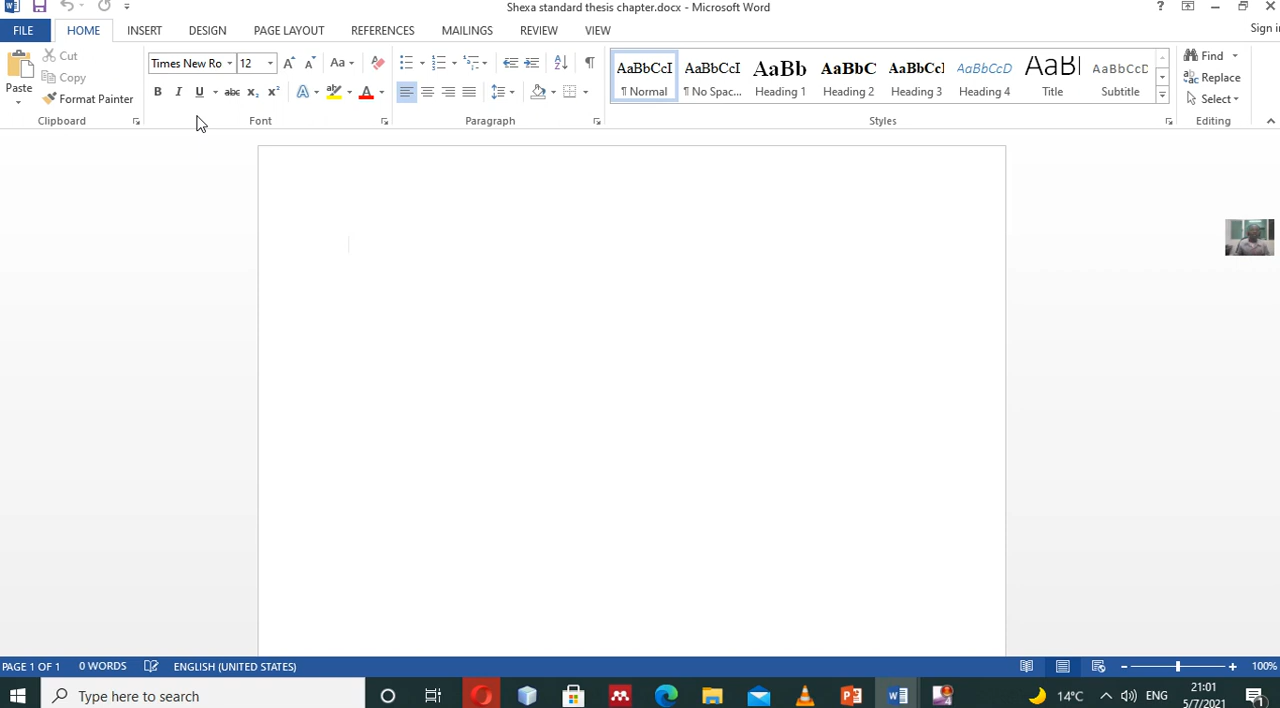 Shexa standard thesis chapter.docx - Microsoft Word
?
FILE HOME INSERT DESIGN PAGE LAYOUT REFERENCES MAILINGS REVIEW VIEW Sign i
Paste
Cut
Copy
Format Painter
Clipboard
Times New Ro 12 Aa
B I U abc x₂ x² A A
Font
Paragraph
AaBbCcI AaBbCcI AaBb AaBbC AaBbCcI AaBbCcD AaBl AaBbCcD
¶ Normal ¶ No Spac... Heading 1 Heading 2 Heading 3 Heading 4 Title Subtitle
Styles
Find
Replace
Select
Editing
PAGE 1 OF 1 0 WORDS ENGLISH (UNITED STATES) 100%
Type here to search
14°C ENG
21:01
5/7/2021